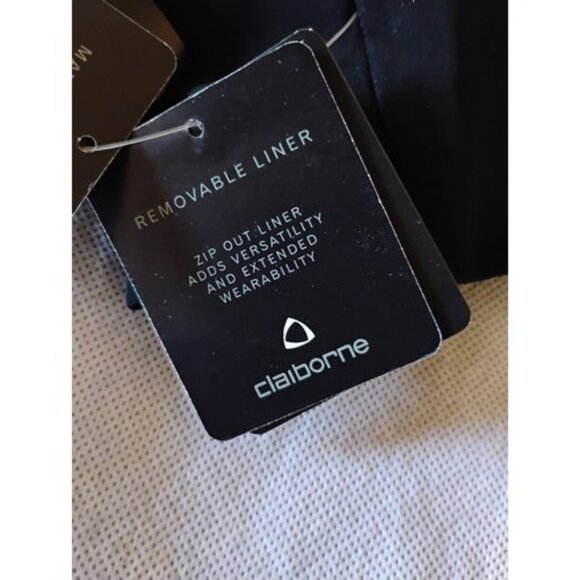 REMOVABLE LINER
ZIP OUT LINER
ADDS VERSATILITY
AND EXTENDED
WEARABILITY
claiborne